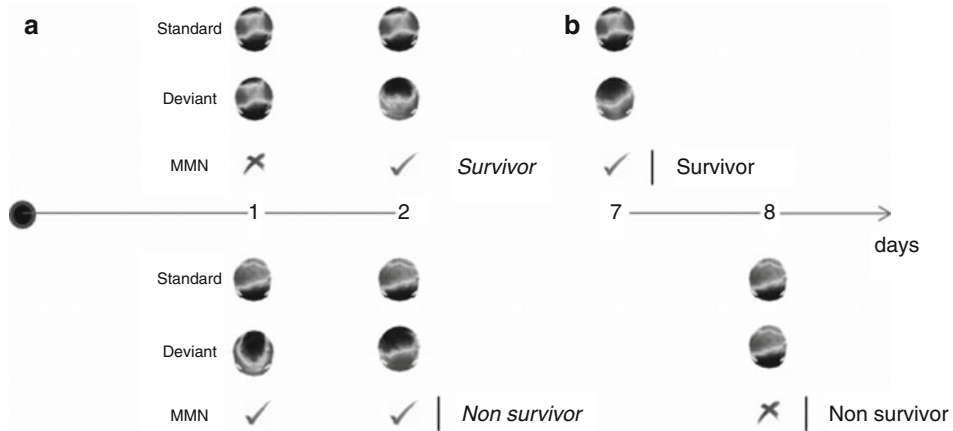 a
b
Standard
Deviant
MMN Survivor Survivor
1 2 7 8
days
Standard
Deviant
MMN Non survivor Non survivor